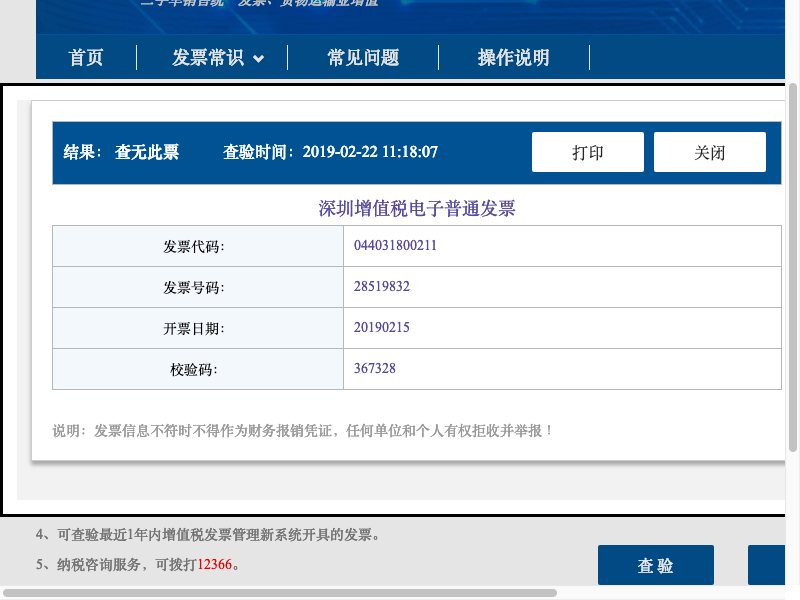 首页 发票常识 常见问题 操作说明
结果： 查无此票 查验时间：2019-02-22 11:18:07 打印 关闭
深圳增值税电子普通发票
发票代码： 044031800211
发票号码： 28519832
开票日期： 20190215
校验码： 367328
说明：发票信息不符时不得作为财务报销凭证，任何单位和个人有权拒收并举报！
4、可查验最近1年内增值税发票管理新系统开具的发票。
5、纳税咨询服务，可拨打12366。
查 验